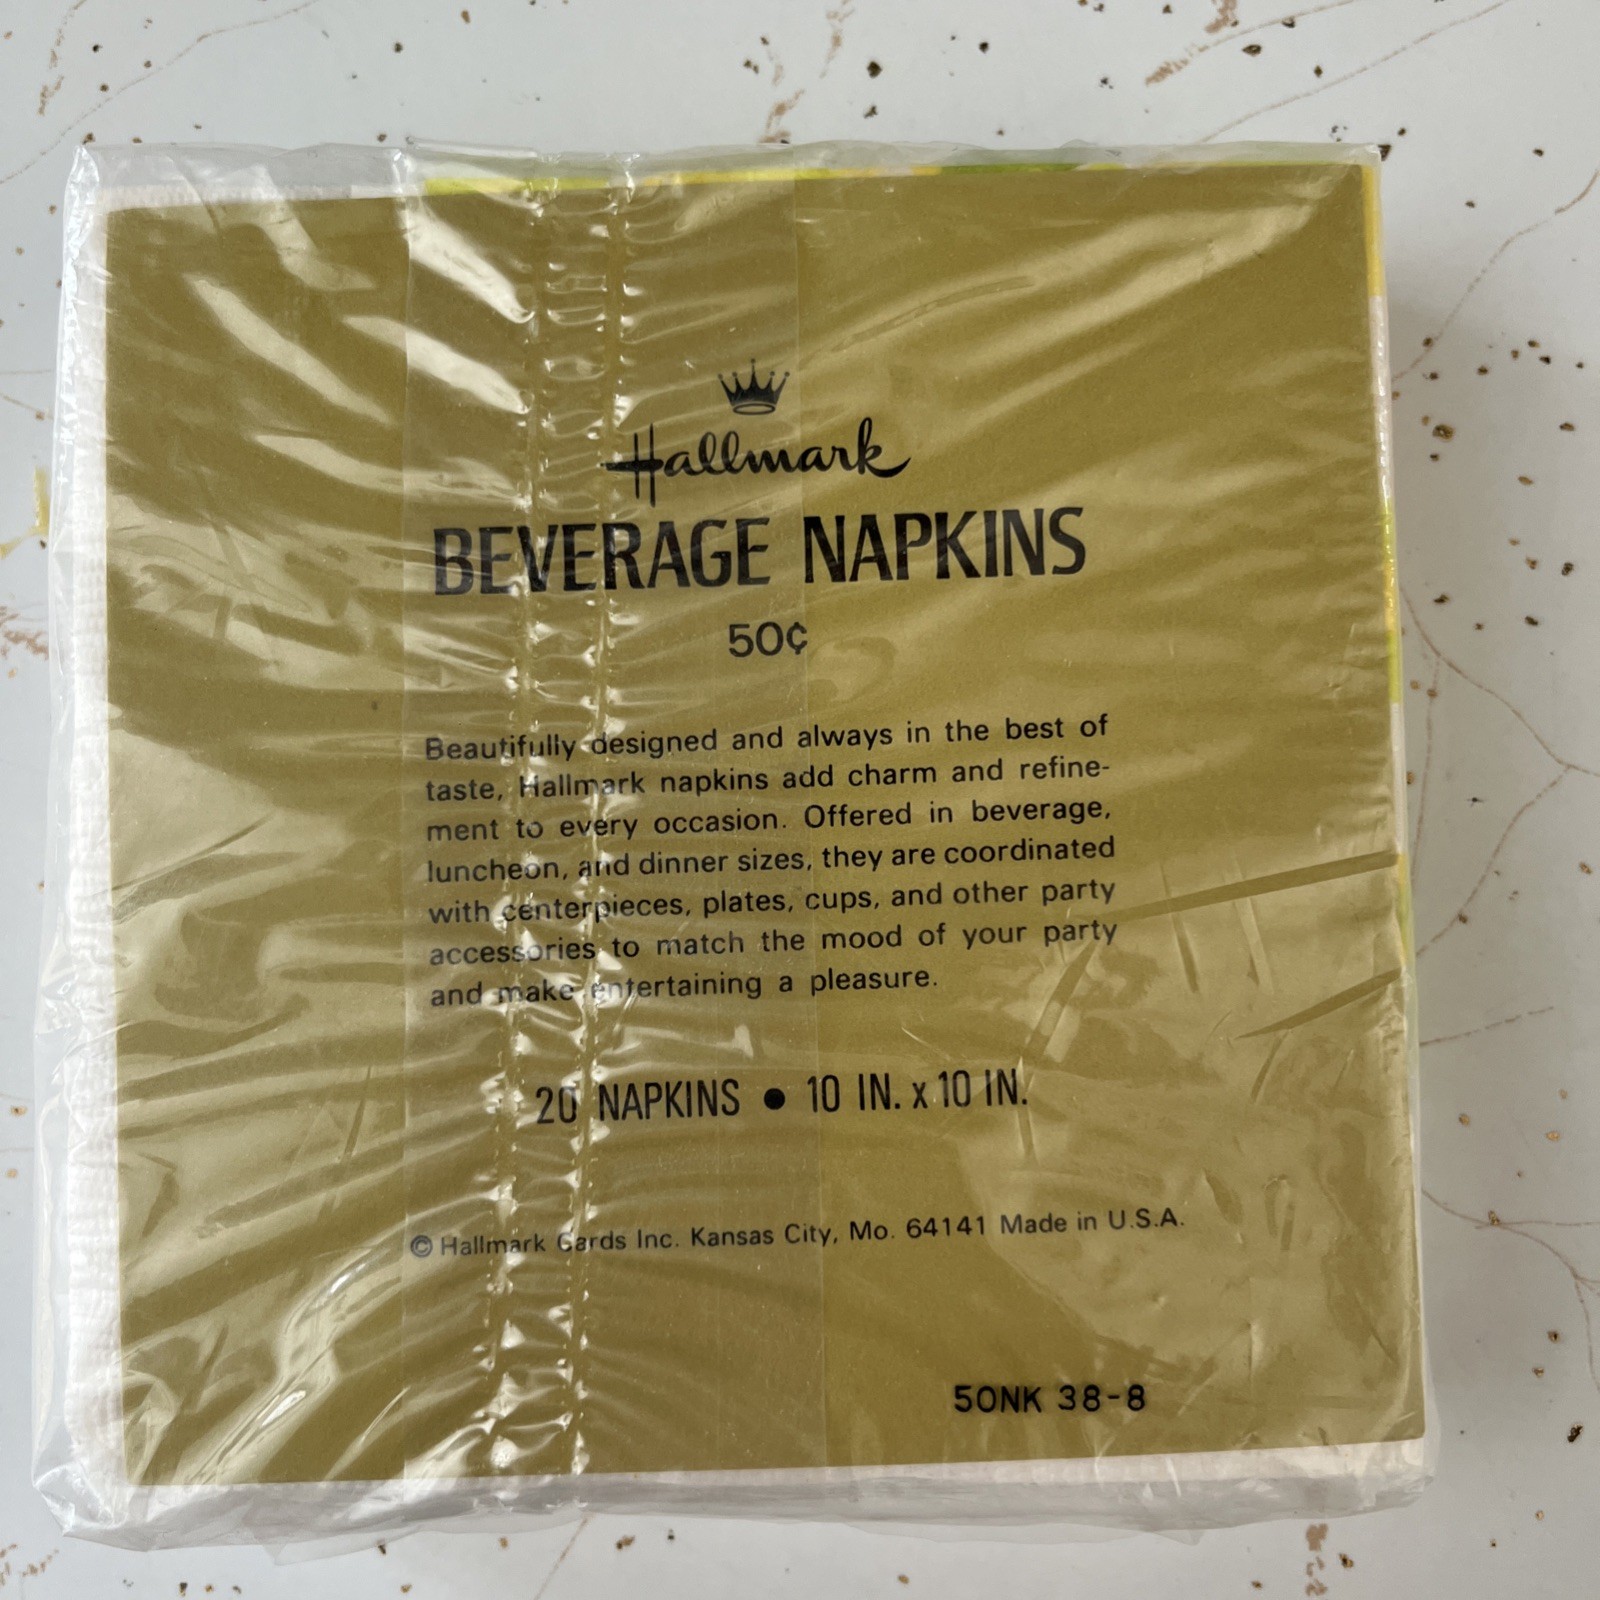 Hallmark
BEVERAGE NAPKINS
50¢
Beautifully designed and always in the best of
taste, Hallmark napkins add charm and refine-
ment to every occasion. Offered in beverage,
luncheon, and dinner sizes, they are coordinated
with centerpieces, plates, cups, and other party
accessories to match the mood of your party
and make entertaining a pleasure.
20 NAPKINS ● 10 IN. x 10 IN.
© Hallmark Cards Inc. Kansas City, Mo. 64141 Made in U.S.A.
50NK 38-8